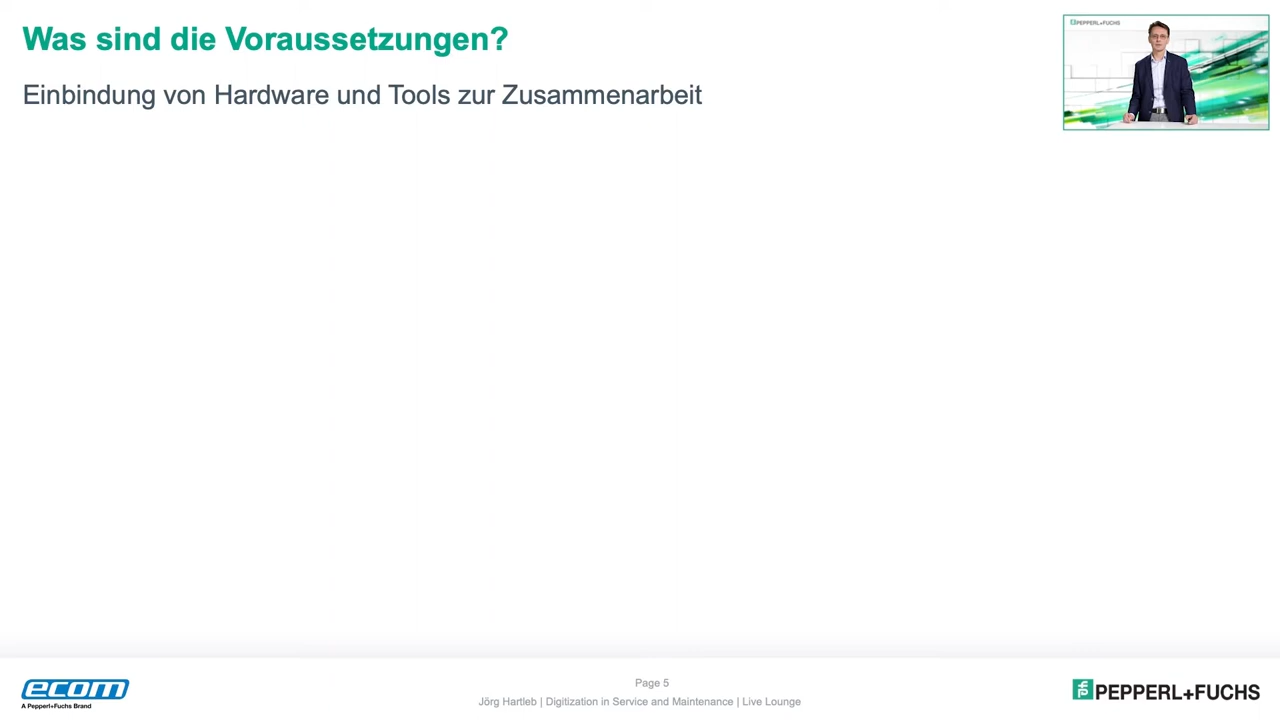 Was sind die Voraussetzungen?
Einbindung von Hardware und Tools zur Zusammenarbeit
PEPPERL+FUCHS
ecom
A Pepperl+Fuchs Brand
Page 5
Jörg Hartleb | Digitization in Service and Maintenance | Live Lounge
PEPPERL+FUCHS